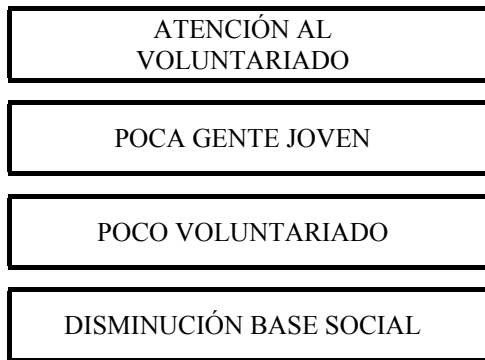 ATENCIÓN AL
VOLUNTARIADO
POCA GENTE JOVEN
POCO VOLUNTARIADO
DISMINUCIÓN BASE SOCIAL